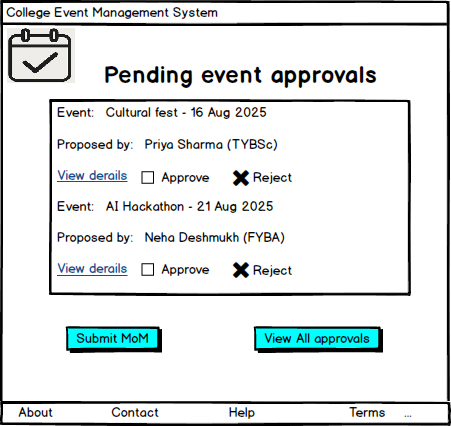 College Event Management System
Pending event approvals
Event: Cultural fest - 16 Aug 2025
Proposed by: Priya Sharma (TYBSc)
View derails Approve Reject
Event: AI Hackathon - 21 Aug 2025
Proposed by: Neha Deshmukh (FYBA)
View derails Approve Reject
Submit MoM View All approvals
About Contact Help Terms ...